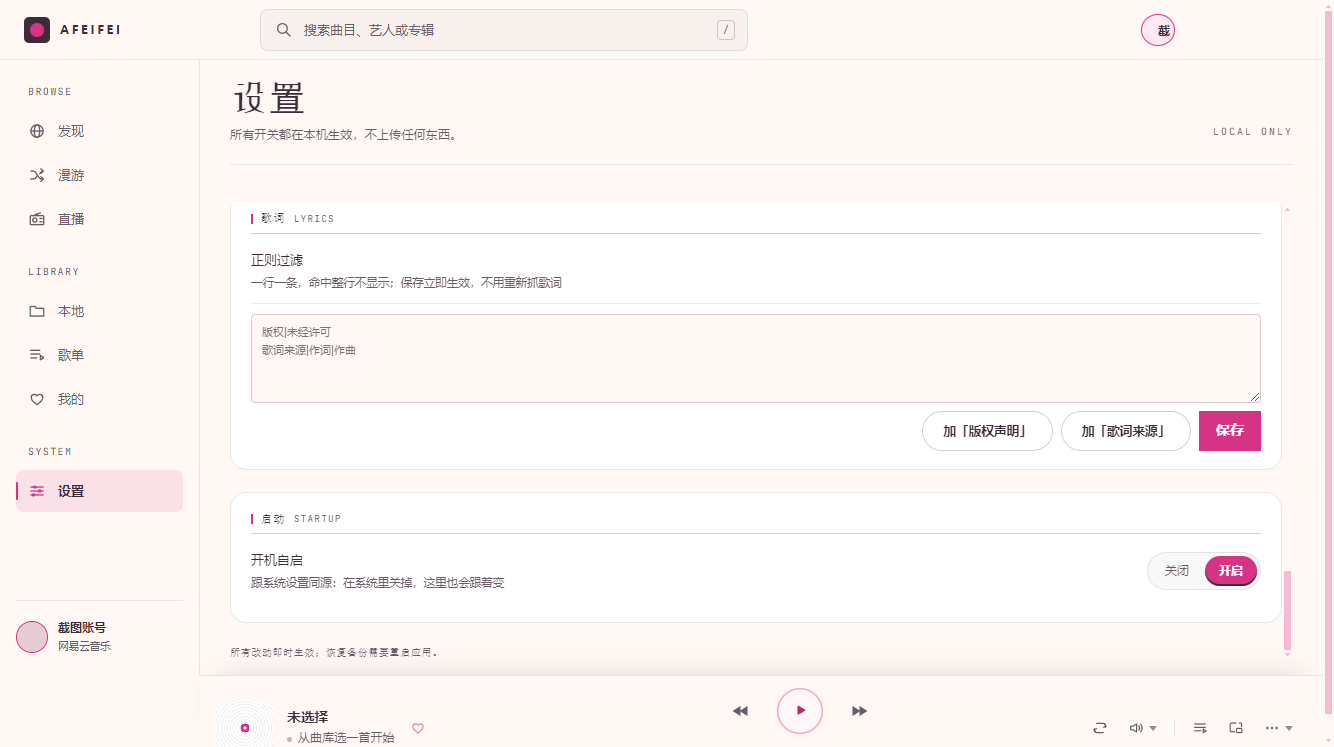 AFEIFEI
搜索曲目、艺人或专辑
/
截
BROWSE
发现
漫游
直播
LIBRARY
本地
歌单
我的
SYSTEM
设置
截图账号
网易云音乐
设置
所有开关都在本机生效，不上传任何东西。
LOCAL ONLY
歌词 LYRICS
正则过滤
一行一条，命中整行不显示；保存立即生效，不用重新抓歌词
版权|未经许可
歌词来源|作词|作曲
加「版权声明」
加「歌词来源」
保存
启动 STARTUP
开机自启
跟系统设置同源：在系统里关掉，这里也会跟着变
关闭
开启
所有改动即时生效；恢复备份需要重启应用。
未选择
从曲库选一首开始